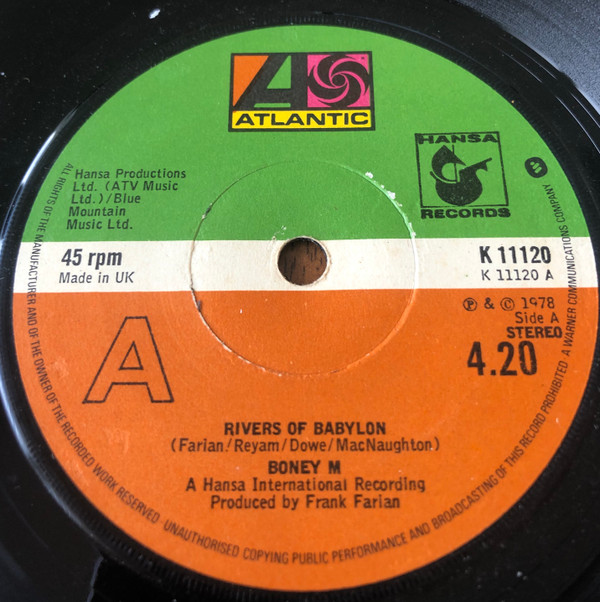 ATLANTIC
HANSA
RECORDS
Hansa Productions
Ltd. (ATV Music
Ltd.)/Blue
Mountain
Music Ltd.
45 rpm
Made in UK
K 11120
K 11120 A
Ⓟ & © 1978
Side A
STEREO
4.20
A
RIVERS OF BABYLON
(Farian/Reyam/Dowe/MacNaughton)
BONEY M
A Hansa International Recording
Produced by Frank Farian
ALL RIGHTS OF THE MANUFACTURER AND OF THE OWNER OF THE RECORDED WORK RESERVED · UNAUTHORISED COPYING PUBLIC PERFORMANCE AND BROADCASTING OF THIS RECORD PROHIBITED · A WARNER COMMUNICATIONS COMPANY